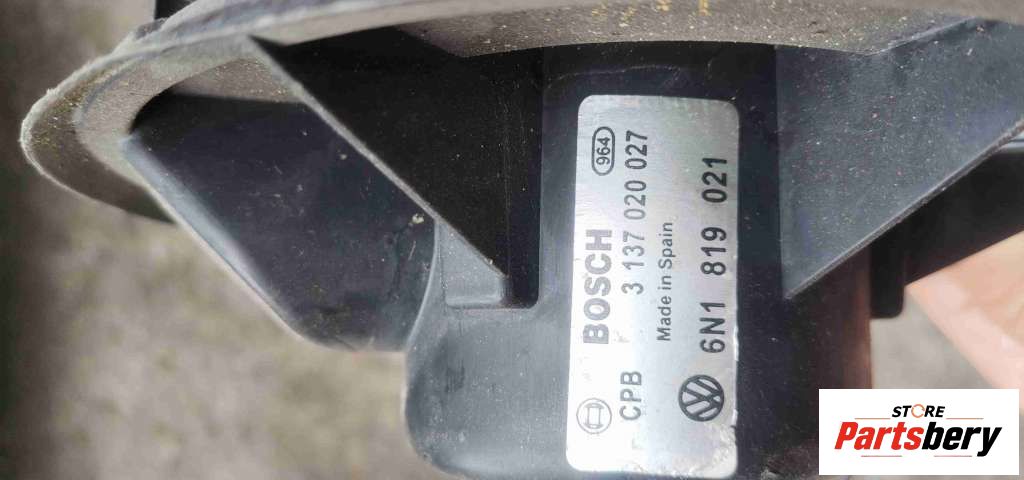 BOSCH 964
CPB 3 137 020 027
Made in Spain
6N1 819 021
STORE
Partsbery